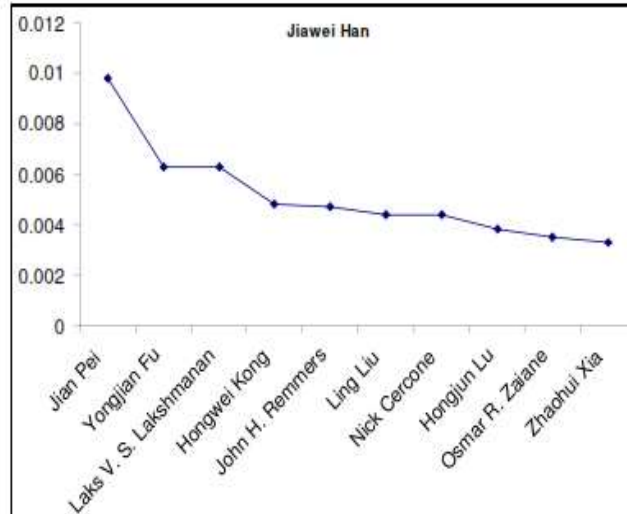 Jiawei Han
0.012
0.01
0.008
0.006
0.004
0.002
0
Jian Pei
Yongjian Fu
Laks V. S. Lakshmanan
Hongwei Kong
John H. Remmers
Ling Liu
Nick Cercone
Hongjun Lu
Osmar R. Zaiane
Zhaohui Xia